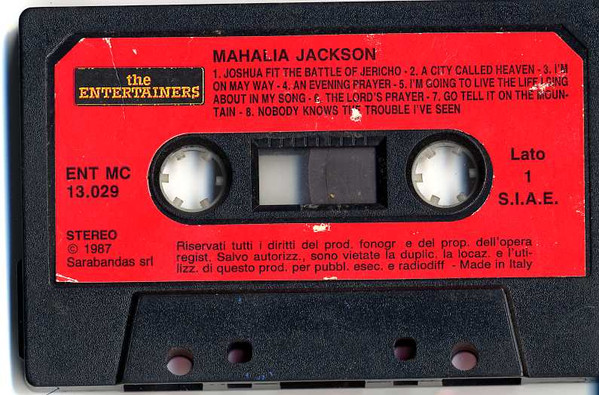 the
ENTERTAINERS
MAHALIA JACKSON
1. JOSHUA FIT THE BATTLE OF JERICHO - 2. A CITY CALLED HEAVEN - 3. I'M
ON MAY WAY - 4. AN EVENING PRAYER - 5. I'M GOING TO LIVE THE LIFE I SING
ABOUT IN MY SONG - 6. THE LORD'S PRAYER - 7. GO TELL IT ON THE MOUN-
TAIN - 8. NOBODY KNOWS THE TROUBLE I'VE SEEN
ENT MC
13.029
Lato
1
S.I.A.E.
STEREO
© 1987
Sarabandas srl
Riservati tutti i diritti del prod. fonogr e del prop. dell'opera
regist. Salvo autorizz., sono vietate la duplic. la locaz. e l'uti-
lizz. di questo prod. per pubbl. esec. e radiodiff - Made in Italy